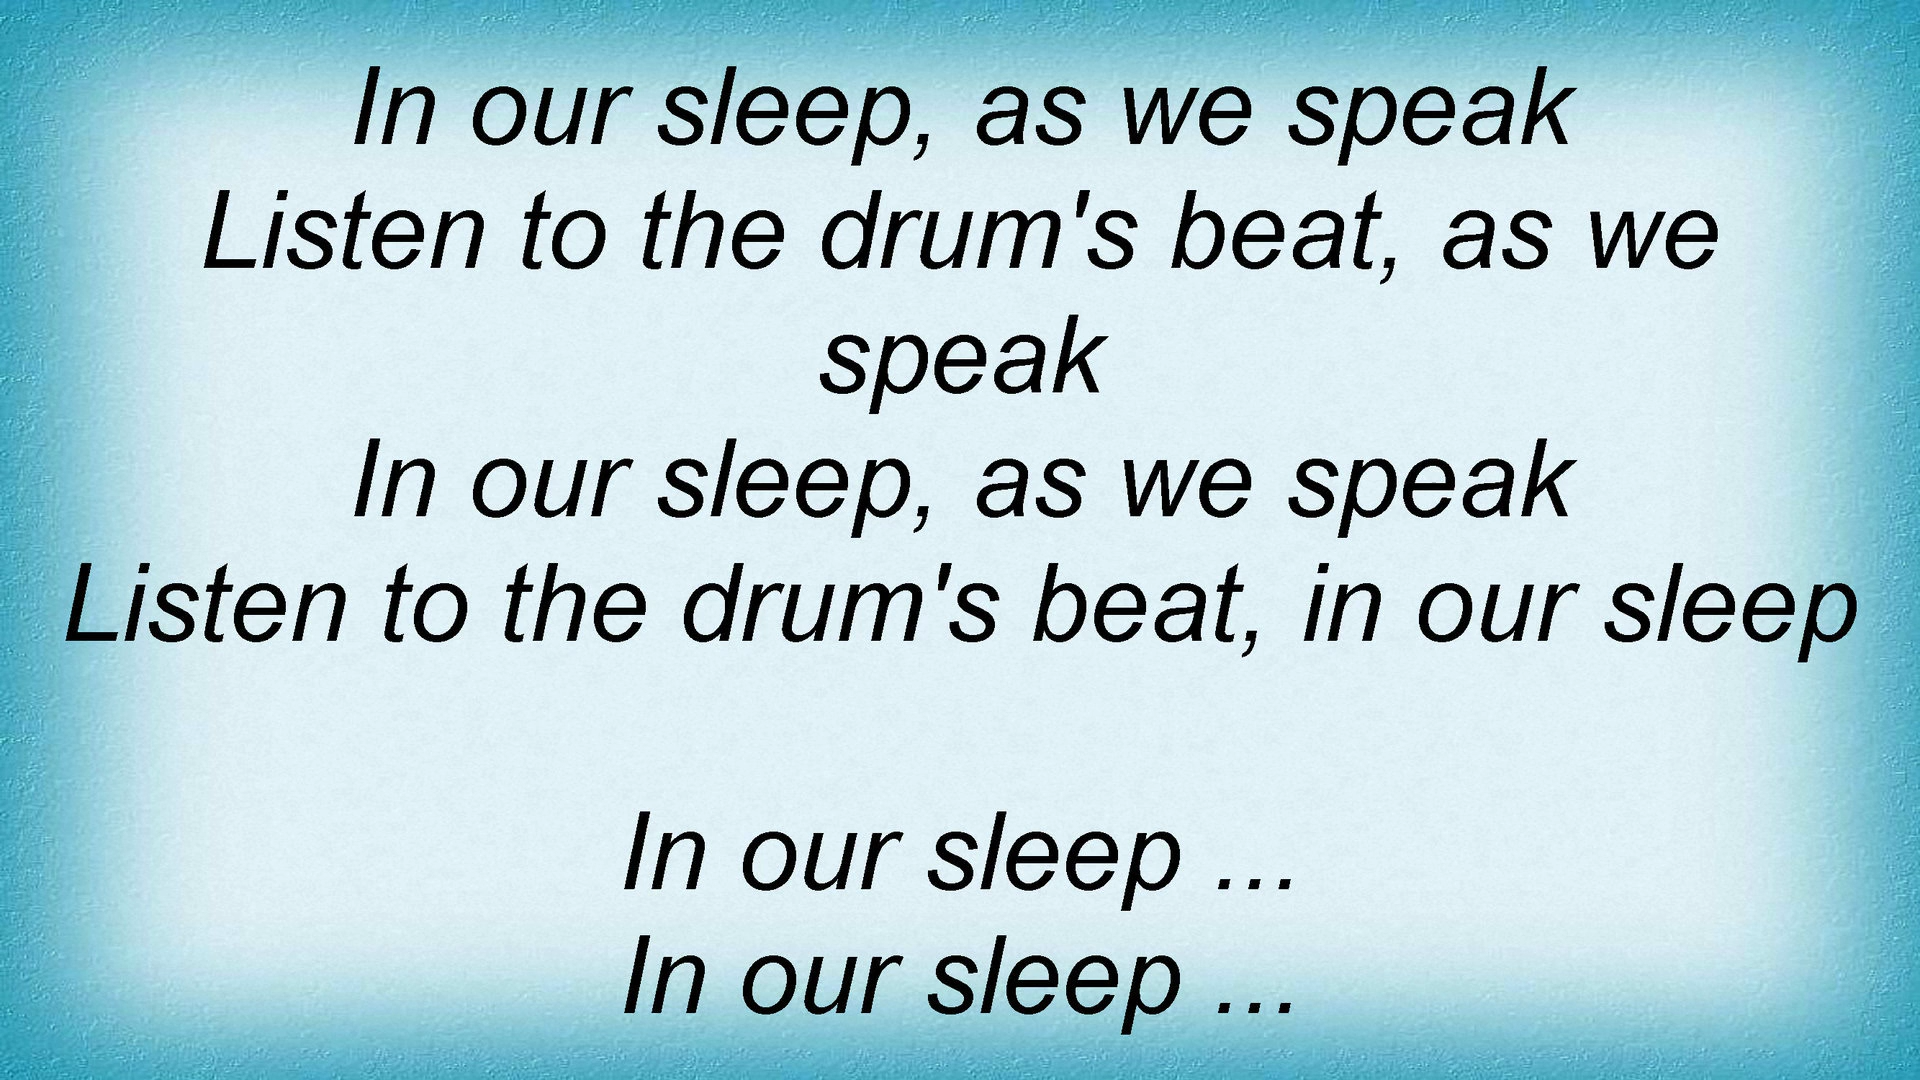 In our sleep, as we speak
Listen to the drum's beat, as we
speak
In our sleep, as we speak
Listen to the drum's beat, in our sleep
In our sleep ...
In our sleep ...